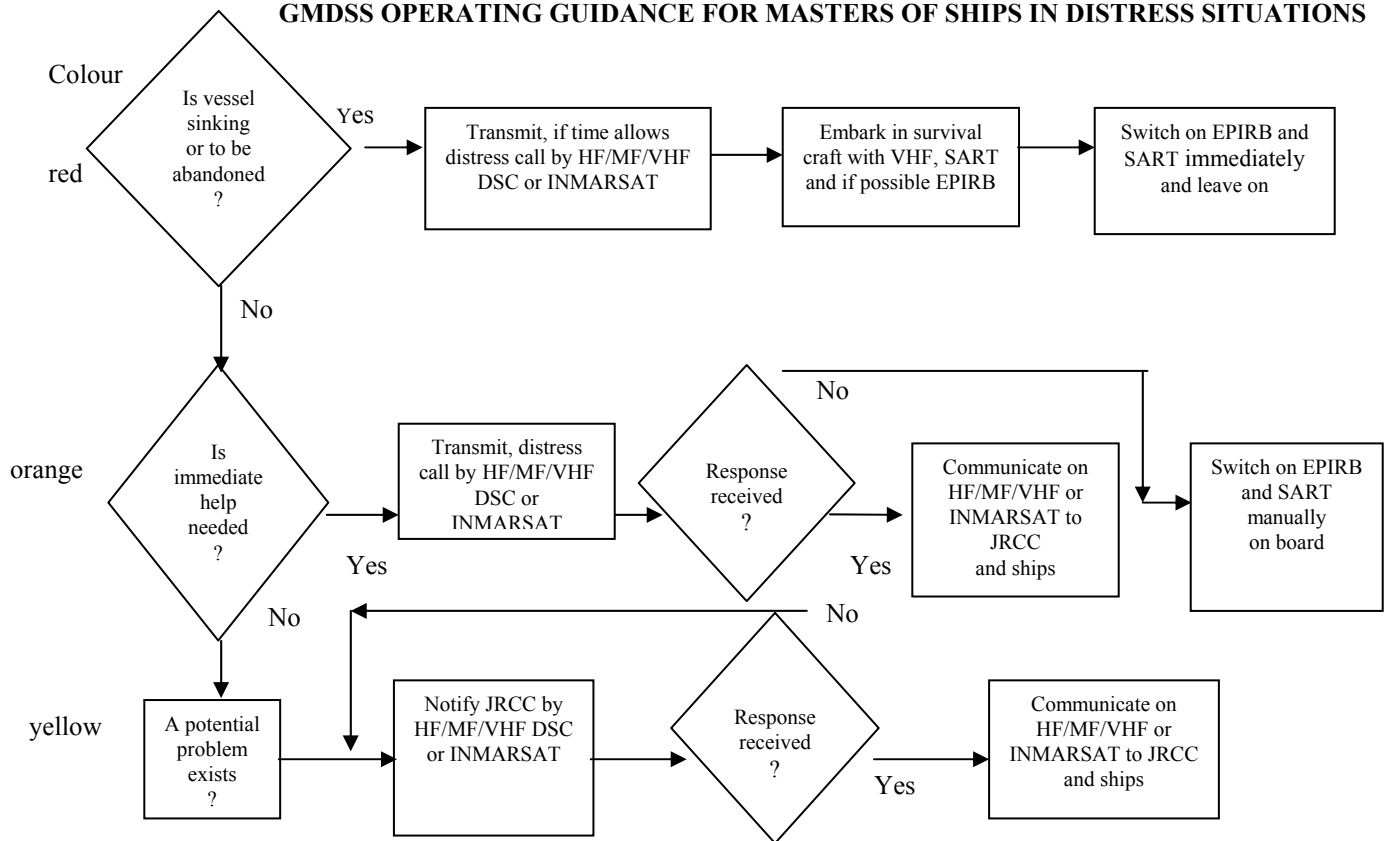 GMDSS OPERATING GUIDANCE FOR MASTERS OF SHIPS IN DISTRESS SITUATIONS
Colour
red
Is vessel
sinking
or to be
abandoned
?
Yes
Transmit, if time allows
distress call by HF/MF/VHF
DSC or INMARSAT
Embark in survival
craft with VHF, SART
and if possible EPIRB
Switch on EPIRB and
SART immediately
and leave on
No
orange
Is
immediate
help
needed
?
Yes
Transmit, distress
call by HF/MF/VHF
DSC or
INMARSAT
Response
received
?
No
Yes
Communicate on
HF/MF/VHF or
INMARSAT to
JRCC
and ships
Switch on EPIRB
and SART
manually
on board
No
yellow
A potential
problem
exists
?
Notify JRCC by
HF/MF/VHF DSC
or INMARSAT
Response
received
?
No
Yes
Communicate on
HF/MF/VHF or
INMARSAT to JRCC
and ships